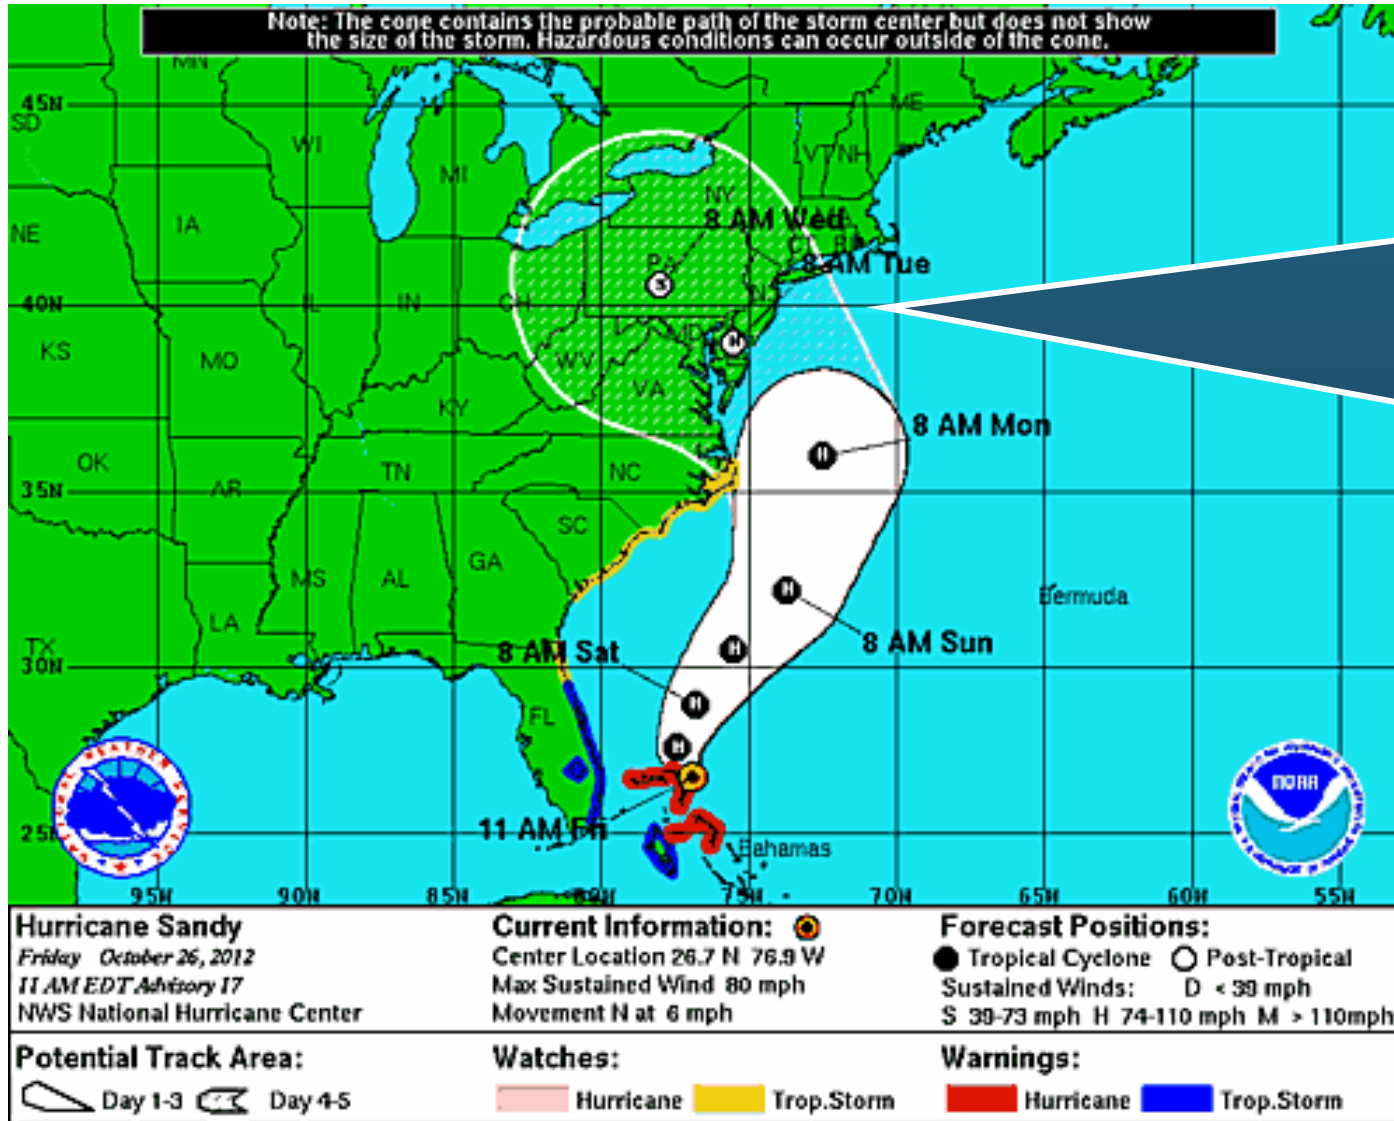 Note: The cone contains the probable path of the storm center but does not show
the size of the storm. Hazardous conditions can occur outside of the cone.
MN
ME
45N
SD
WI
VT NH
MI
NY
IA
8 AM Wed
NE
PA
8 AM Tue
40N
IL
IN
OH
MD
KS
MO
WV
VA
KY
8 AM Mon
OK
TN
NC
AR
35N
SC
MS
AL
GA
Bermuda
LA
TX
8 AM Sat
8 AM Sun
30N
FL
NOAA
11 AM Fri
25N
Bahamas
95W 90W 85W 80W 75W 70W 65W 60W 55W
Hurricane Sandy
Friday October 26, 2012
11 AM EDT Advisory 17
NWS National Hurricane Center
Current Information:
Center Location 26.7 N 76.9 W
Max Sustained Wind 80 mph
Movement N at 6 mph
Forecast Positions:
Tropical Cyclone Post-Tropical
Sustained Winds: D < 39 mph
S 39-73 mph H 74-110 mph M > 110mph
Potential Track Area:
Day 1-3 Day 4-5
Watches:
Hurricane Trop.Storm
Warnings:
Hurricane Trop.Storm